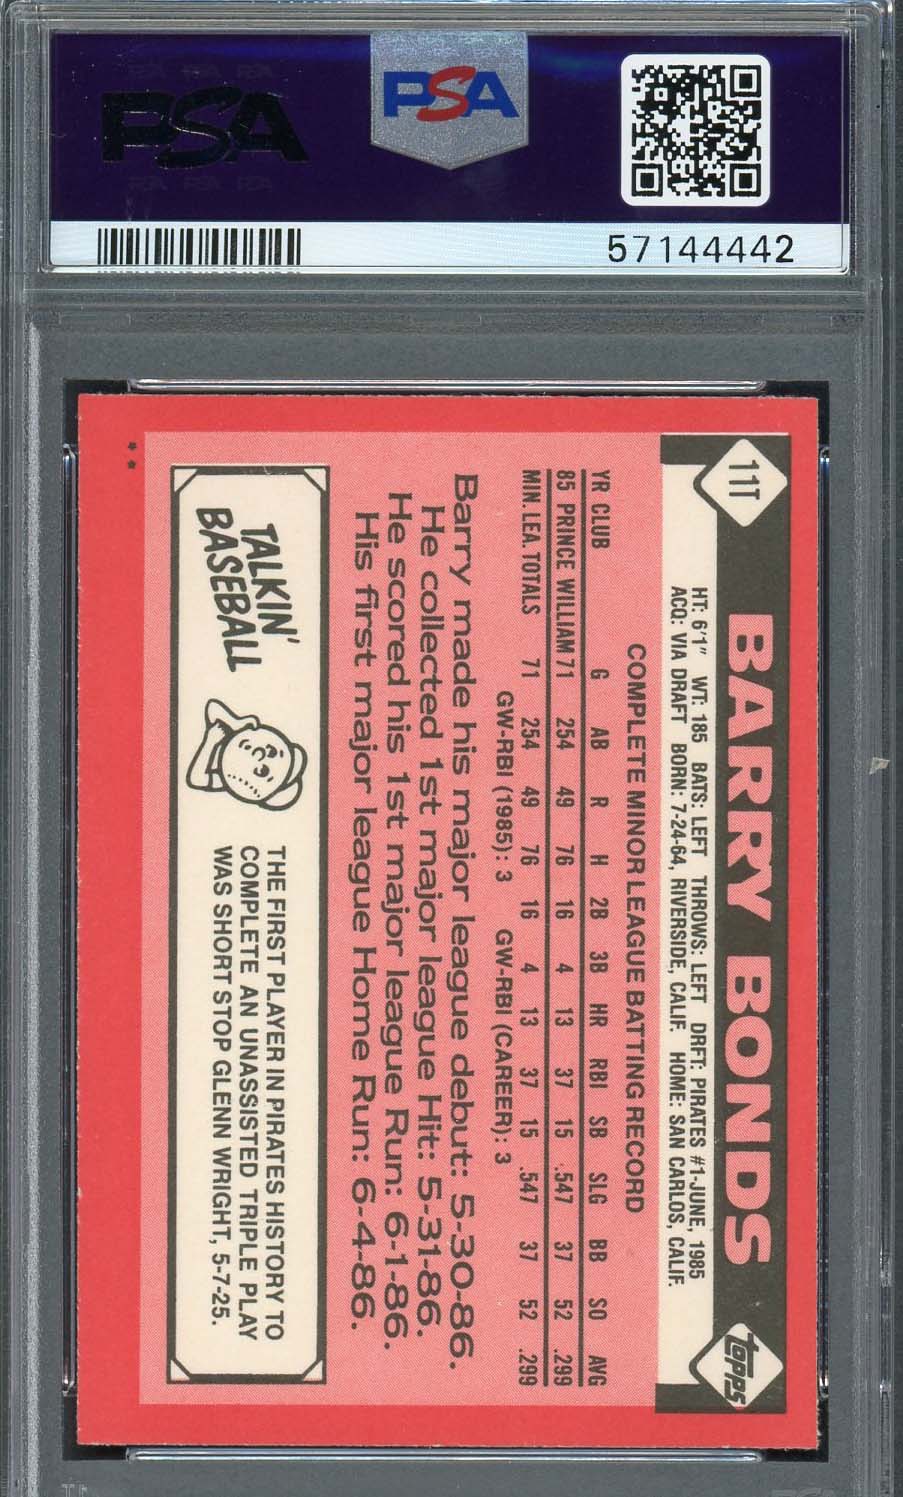 PSA
PSA
57144442
11T
BARRY BONDS
topps
HT: 6'1" WT: 185 BATS: LEFT THROWS: LEFT DRFT: PIRATES #1-JUNE, 1985
ACQ: VIA DRAFT BORN: 7-24-64, RIVERSIDE, CALIF. HOME: SAN CARLOS, CALIF.
COMPLETE MINOR LEAGUE BATTING RECORD
YR CLUB G AB R H 2B 3B HR RBI SB SLG BB SO AVG
85 PRINCE WILLIAM 71 254 49 76 16 4 13 37 15 .547 37 52 .299
MIN. LEA. TOTALS 71 254 49 76 16 4 13 37 15 .547 37 52 .299
GW-RBI (1985): 3 GW-RBI (CAREER): 3
Barry made his major league debut: 5-30-86.
He collected 1st major league Hit: 5-31-86.
He scored his 1st major league Run: 6-1-86.
His first major league Home Run: 6-4-86.
TALKIN'
BASEBALL
THE FIRST PLAYER IN PIRATES HISTORY TO
COMPLETE AN UNASSISTED TRIPLE PLAY
WAS SHORT STOP GLENN WRIGHT, 5-7-25.
**